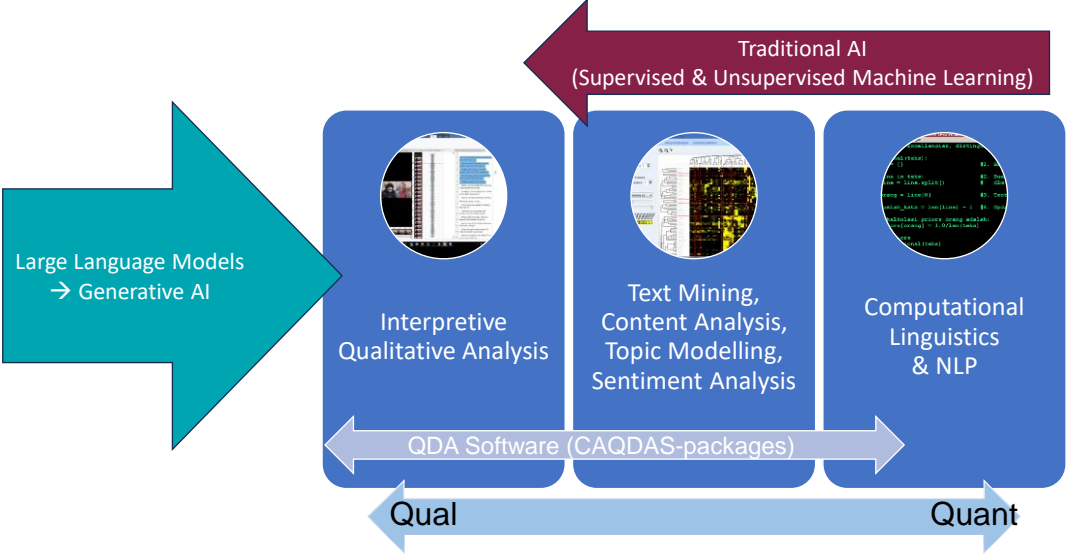 Traditional AI
(Supervised & Unsupervised Machine Learning)
Large Language Models
→ Generative AI
Interpretive
Qualitative Analysis
Text Mining,
Content Analysis,
Topic Modelling,
Sentiment Analysis
Computational
Linguistics
& NLP
QDA Software (CAQDAS-packages)
Qual
Quant